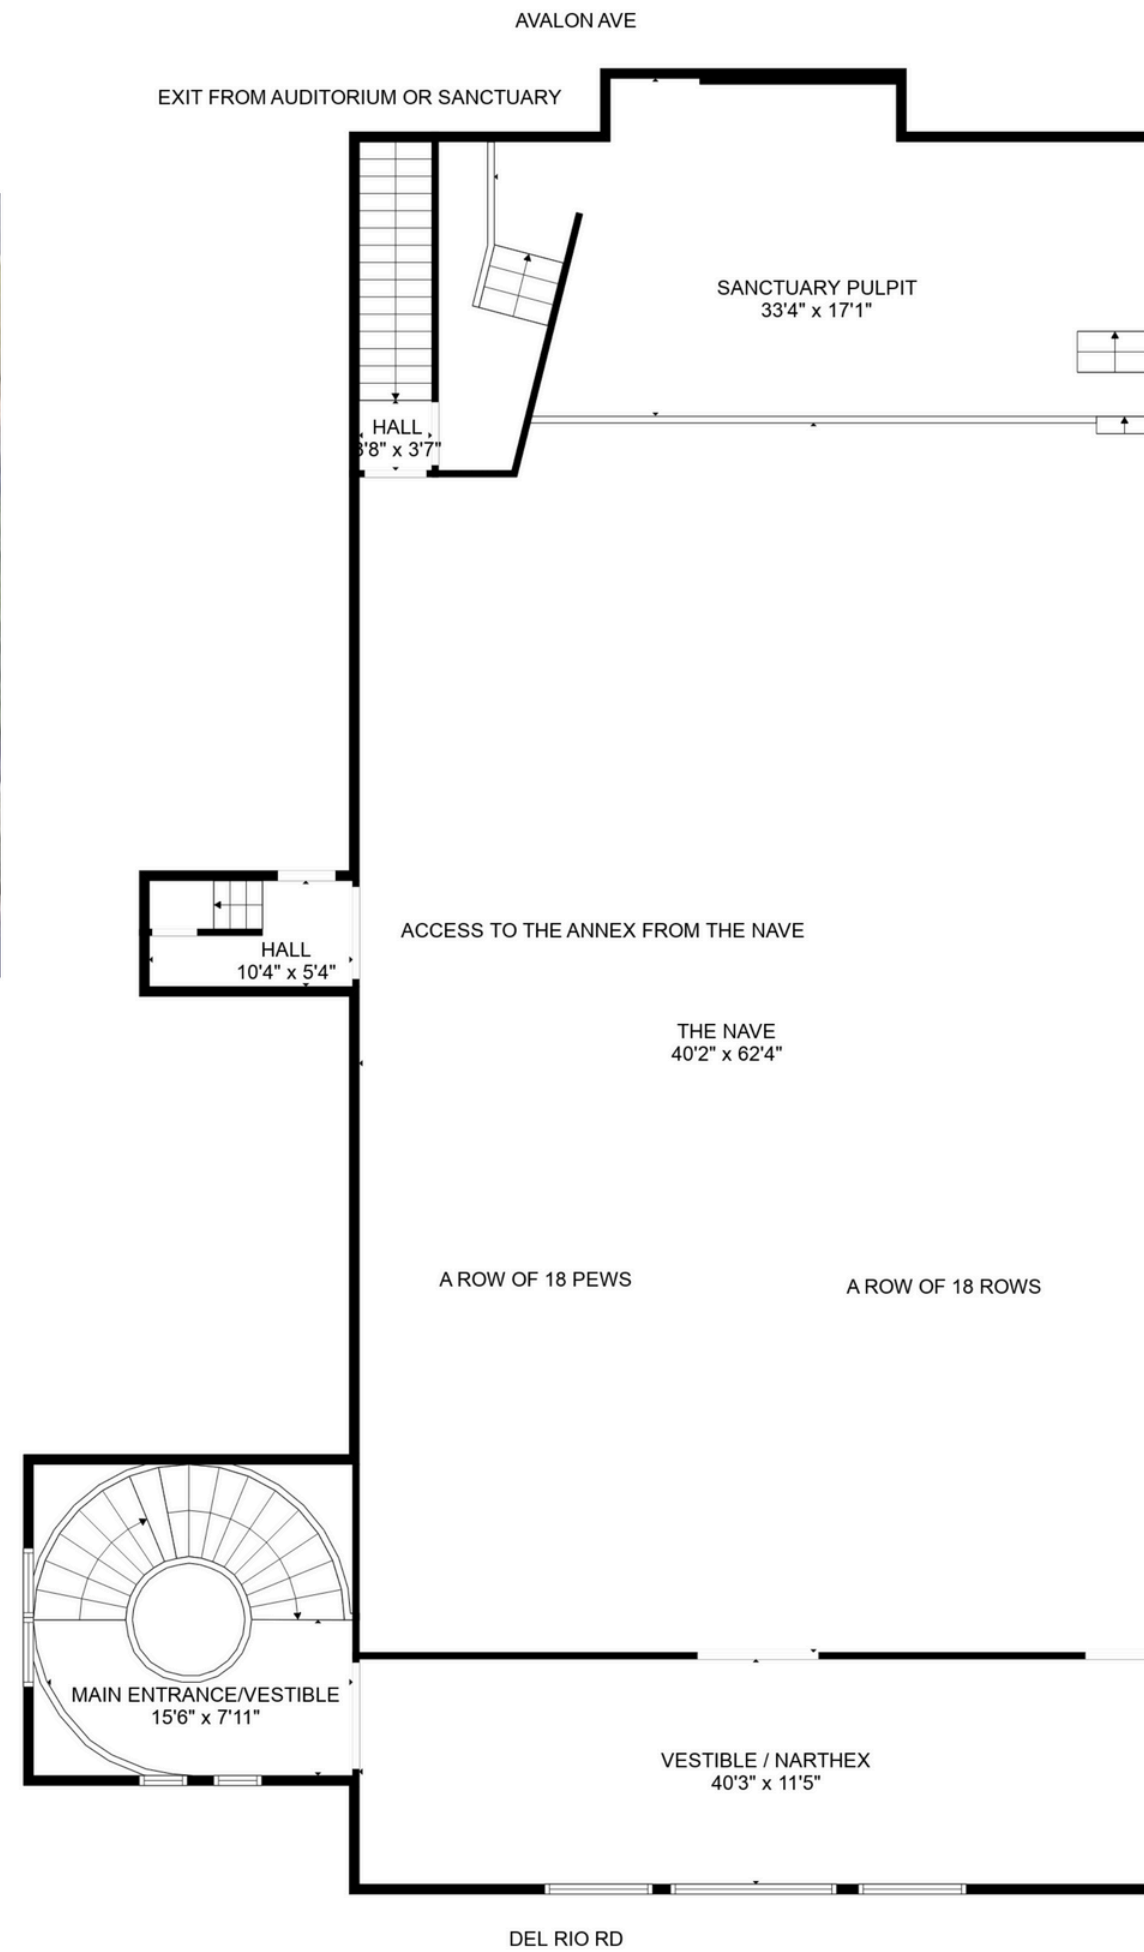 AVALON AVE
EXIT FROM AUDITORIUM OR SANCTUARY
SANCTUARY PULPIT
33'4" x 17'1"
HALL
3'8" x 3'7"
ACCESS TO THE ANNEX FROM THE NAVE
HALL
10'4" x 5'4"
THE NAVE
40'2" x 62'4"
A ROW OF 18 PEWS
A ROW OF 18 ROWS
MAIN ENTRANCE/VESTIBLE
15'6" x 7'11"
VESTIBLE / NARTHEX
40'3" x 11'5"
DEL RIO RD